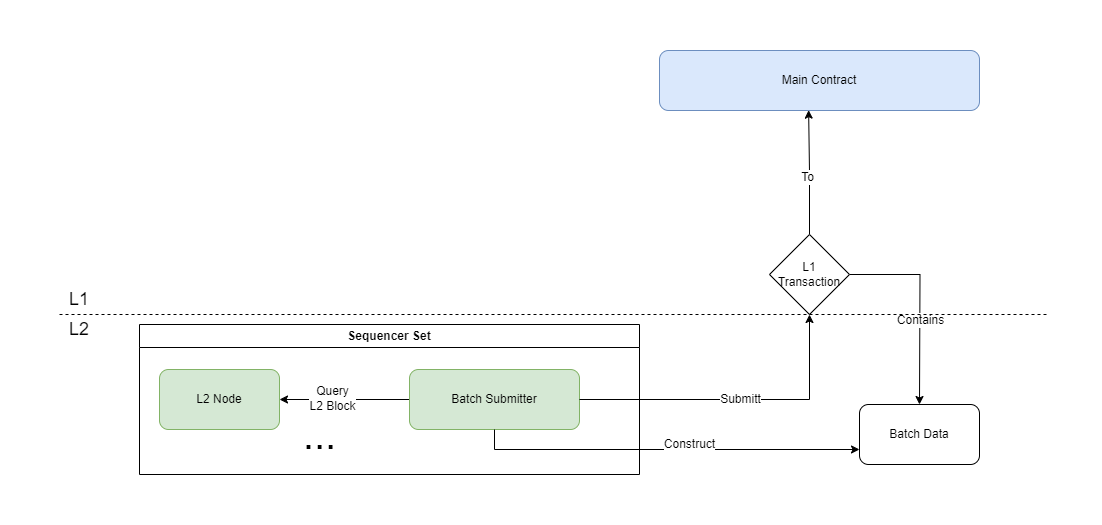 Main Contract
To
L1
Transaction
L1
L2
Contains
Sequencer Set
L2 Node
Query
L2 Block
Batch Submitter
Submitt
Batch Data
Construct
...